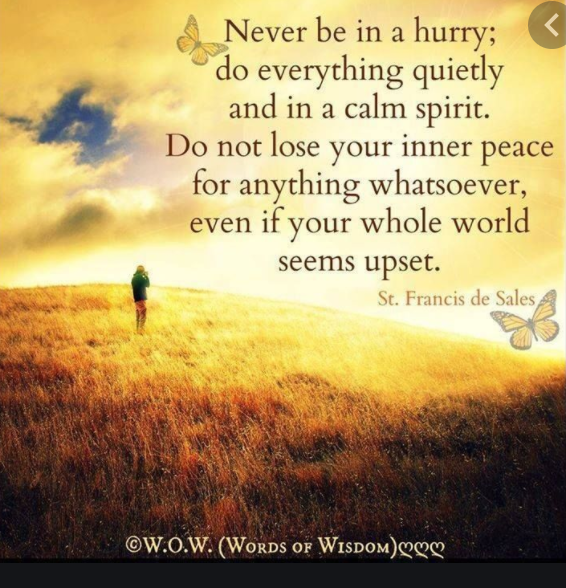 Never be in a hurry;
do everything quietly
and in a calm spirit.
Do not lose your inner peace
for anything whatsoever,
even if your whole world
seems upset.
St. Francis de Sales
©W.O.W. (Words of Wisdom)ღღღ